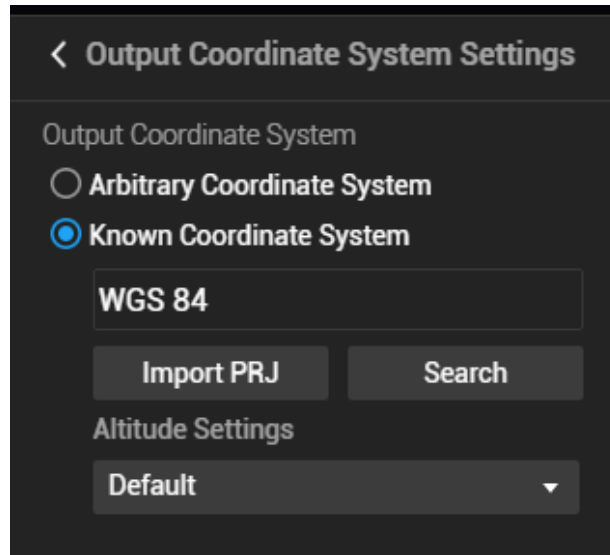 Output Coordinate System Settings
Output Coordinate System
Arbitrary Coordinate System
Known Coordinate System
WGS 84
Import PRJ Search
Altitude Settings
Default